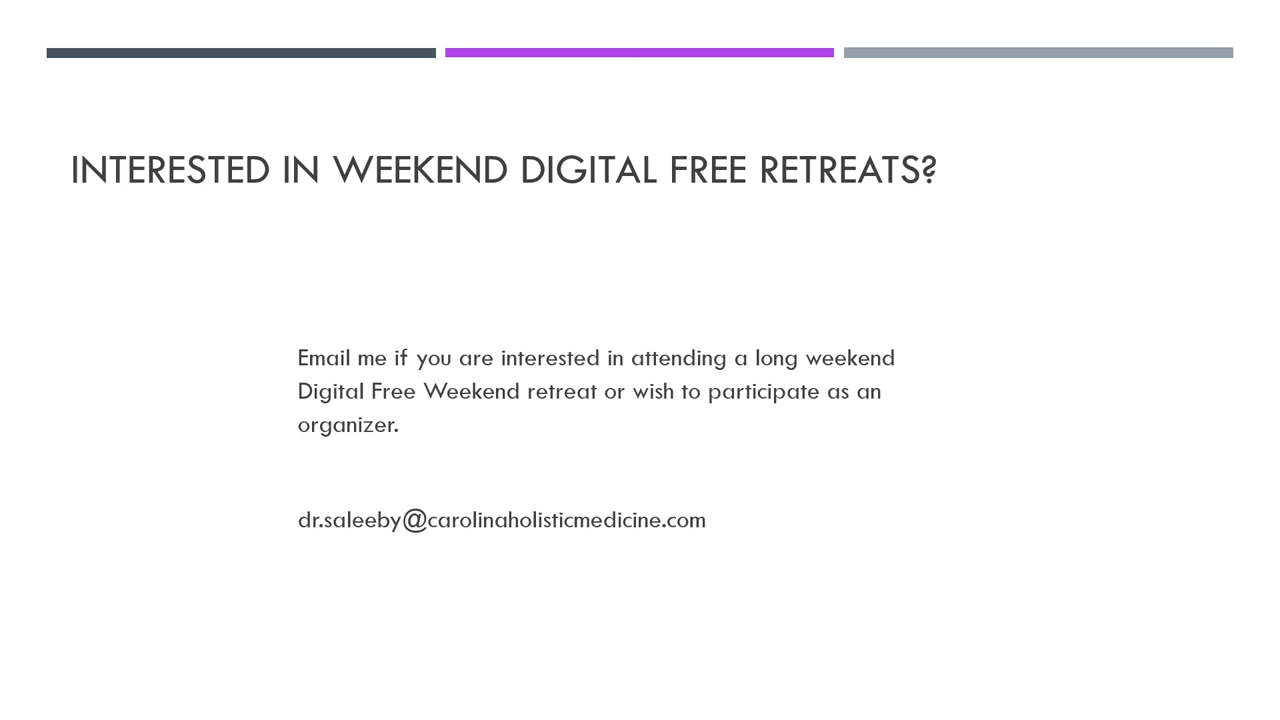 INTERESTED IN WEEKEND DIGITAL FREE RETREATS?
Email me if you are interested in attending a long weekend
Digital Free Weekend retreat or wish to participate as an
organizer.
dr.saleeby@carolinaholisticmedicine.com